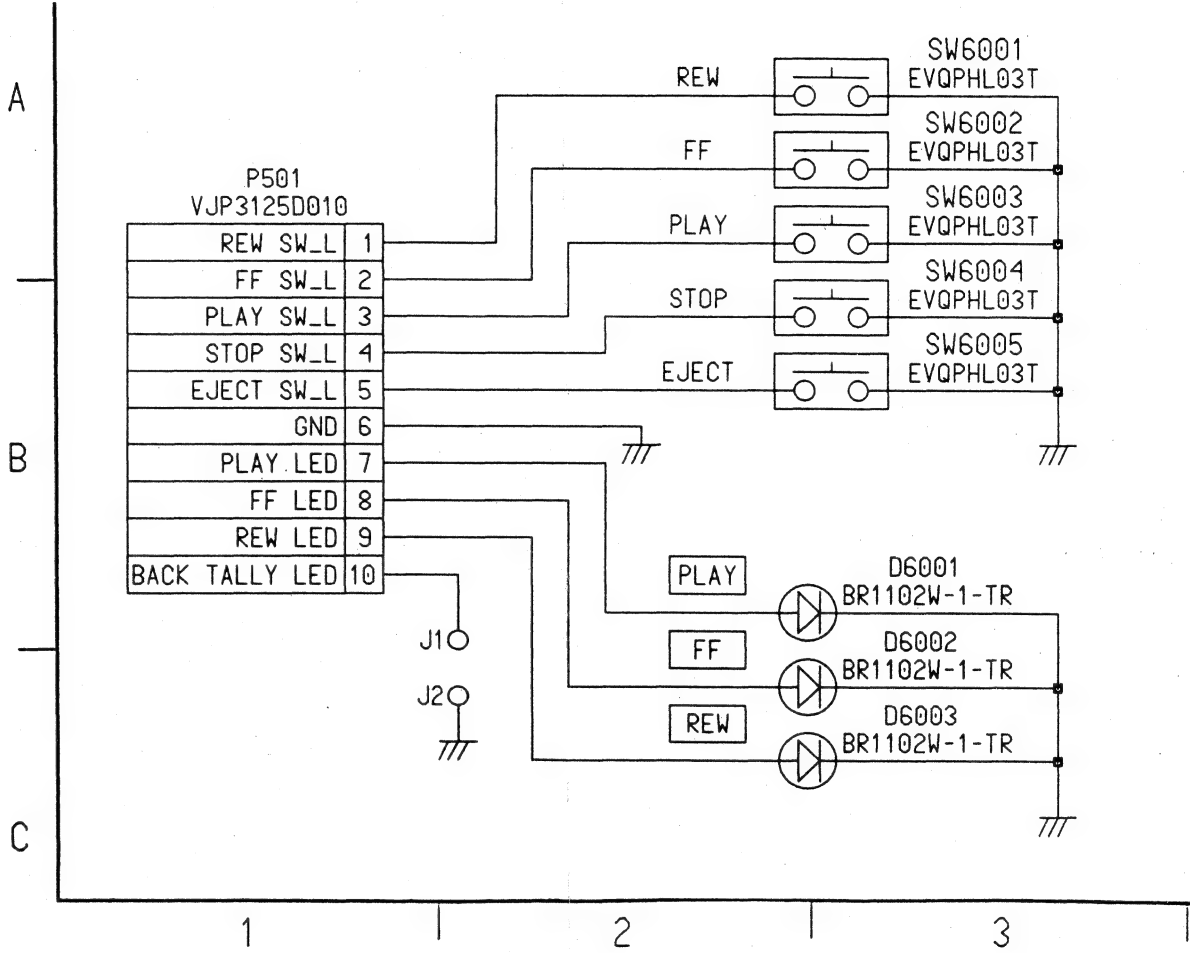 A
B
C
1
2
3
P501
VJP3125D010
REW SW_L 1
FF SW_L 2
PLAY SW_L 3
STOP SW_L 4
EJECT SW_L 5
GND 6
PLAY LED 7
FF LED 8
REW LED 9
BACK TALLY LED 10
J1
J2
REW
SW6001
EVQPHL03T
FF
SW6002
EVQPHL03T
PLAY
SW6003
EVQPHL03T
STOP
SW6004
EVQPHL03T
EJECT
SW6005
EVQPHL03T
PLAY
D6001
BR1102W-1-TR
FF
D6002
BR1102W-1-TR
REW
D6003
BR1102W-1-TR